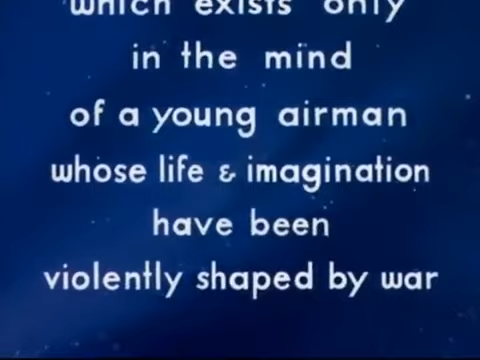 which exists only
in the mind
of a young airman
whose life & imagination
have been
violently shaped by war